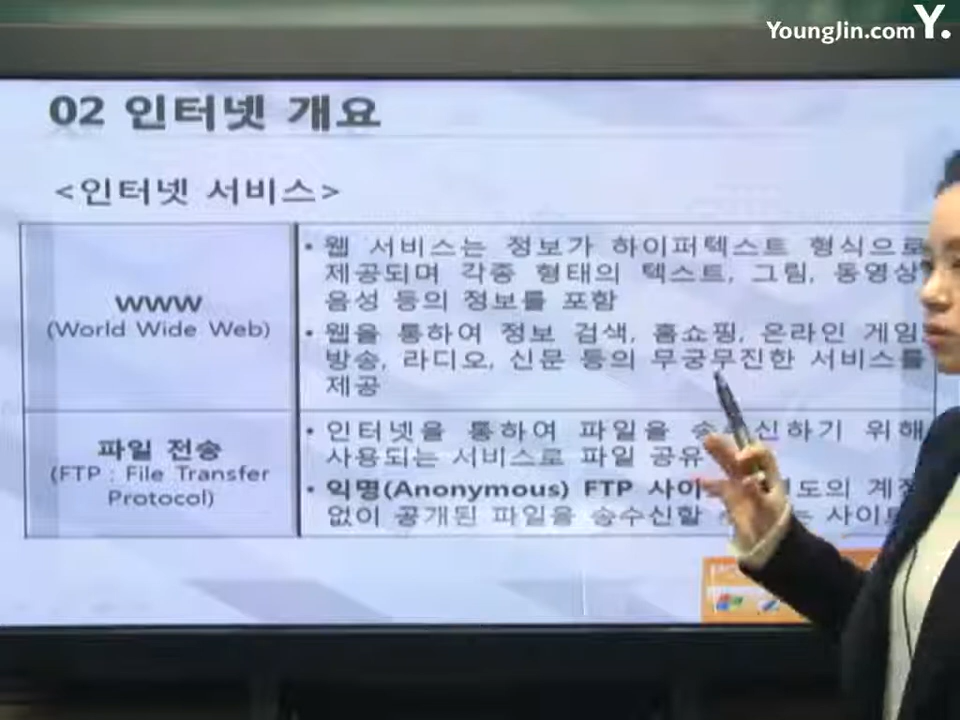 YoungJin.com Y.
02 인터넷 개요
<인터넷 서비스>
WWW
(World Wide Web)
• 웹 서비스는 정보가 하이퍼텍스트 형식으로
제공되며 각종 형태의 텍스트, 그림, 동영상
음성 등의 정보를 포함
• 웹을 통하여 정보 검색, 홈쇼핑, 온라인 게임
방송, 라디오, 신문 등의 무궁무진한 서비스를
제공
파일 전송
(FTP : File Transfer
Protocol)
• 인터넷을 통하여 파일을 송수신하기 위해
사용되는 서비스로 파일 공유
• 익명(Anonymous) FTP 계정
없이 공개된 파일을 송수신할 사이트